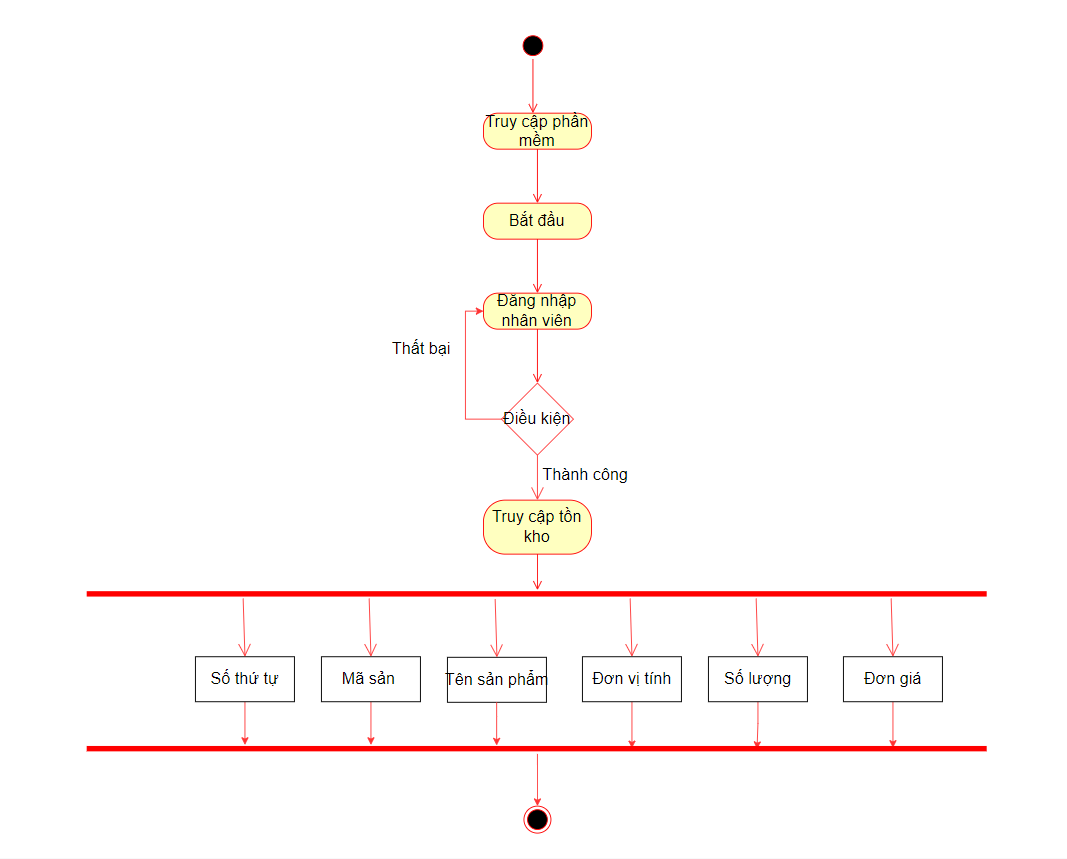 Truy cập phần
mềm
Bắt đầu
Đăng nhập
nhân viên
Thất bại
Điều kiện
Thành công
Truy cập tồn
kho
Số thứ tự
Mã sản
Tên sản phẩm
Đơn vị tính
Số lượng
Đơn giá